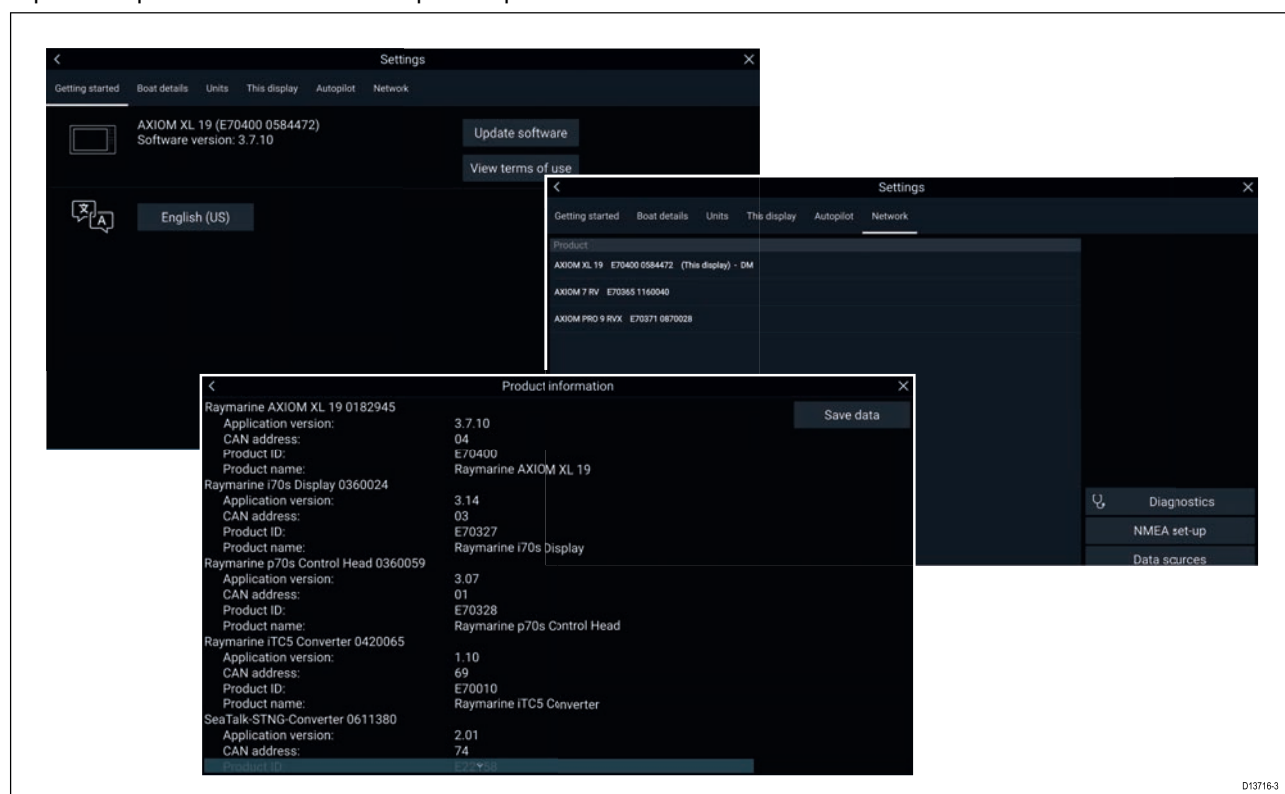 Settings
Getting started Boat details Units This display Autopilot Network
AXIOM XL 19 (E70400 0584472)
Software version: 3.7.10
Update software
View terms of use
English (US)
Settings
Getting started Boat details Units This display Autopilot Network
Product
AXIOM XL 19 E70400 0584472 (This display) - DM
AXIOM 7 RV E70365 1160040
AXIOM PRO 9 RVX E70371 0870028
Diagnostics
NMEA set-up
Data sources
Product information
Save data
Raymarine AXIOM XL 19 0182945
Application version: 3.7.10
CAN address: 04
Product ID: E70400
Product name: Raymarine AXIOM XL 19
Raymarine i70s Display 0360024
Application version: 3.14
CAN address: 03
Product ID: E70327
Product name: Raymarine i70s Display
Raymarine p70s Control Head 0360059
Application version: 3.07
CAN address: 01
Product ID: E70328
Product name: Raymarine p70s Control Head
Raymarine iTC5 Converter 0420065
Application version: 1.10
CAN address: 69
Product ID: E70010
Product name: Raymarine iTC5 Converter
SeaTalk-STNG-Converter 0611380
Application version: 2.01
CAN address: 74
Product ID:
D13716-3